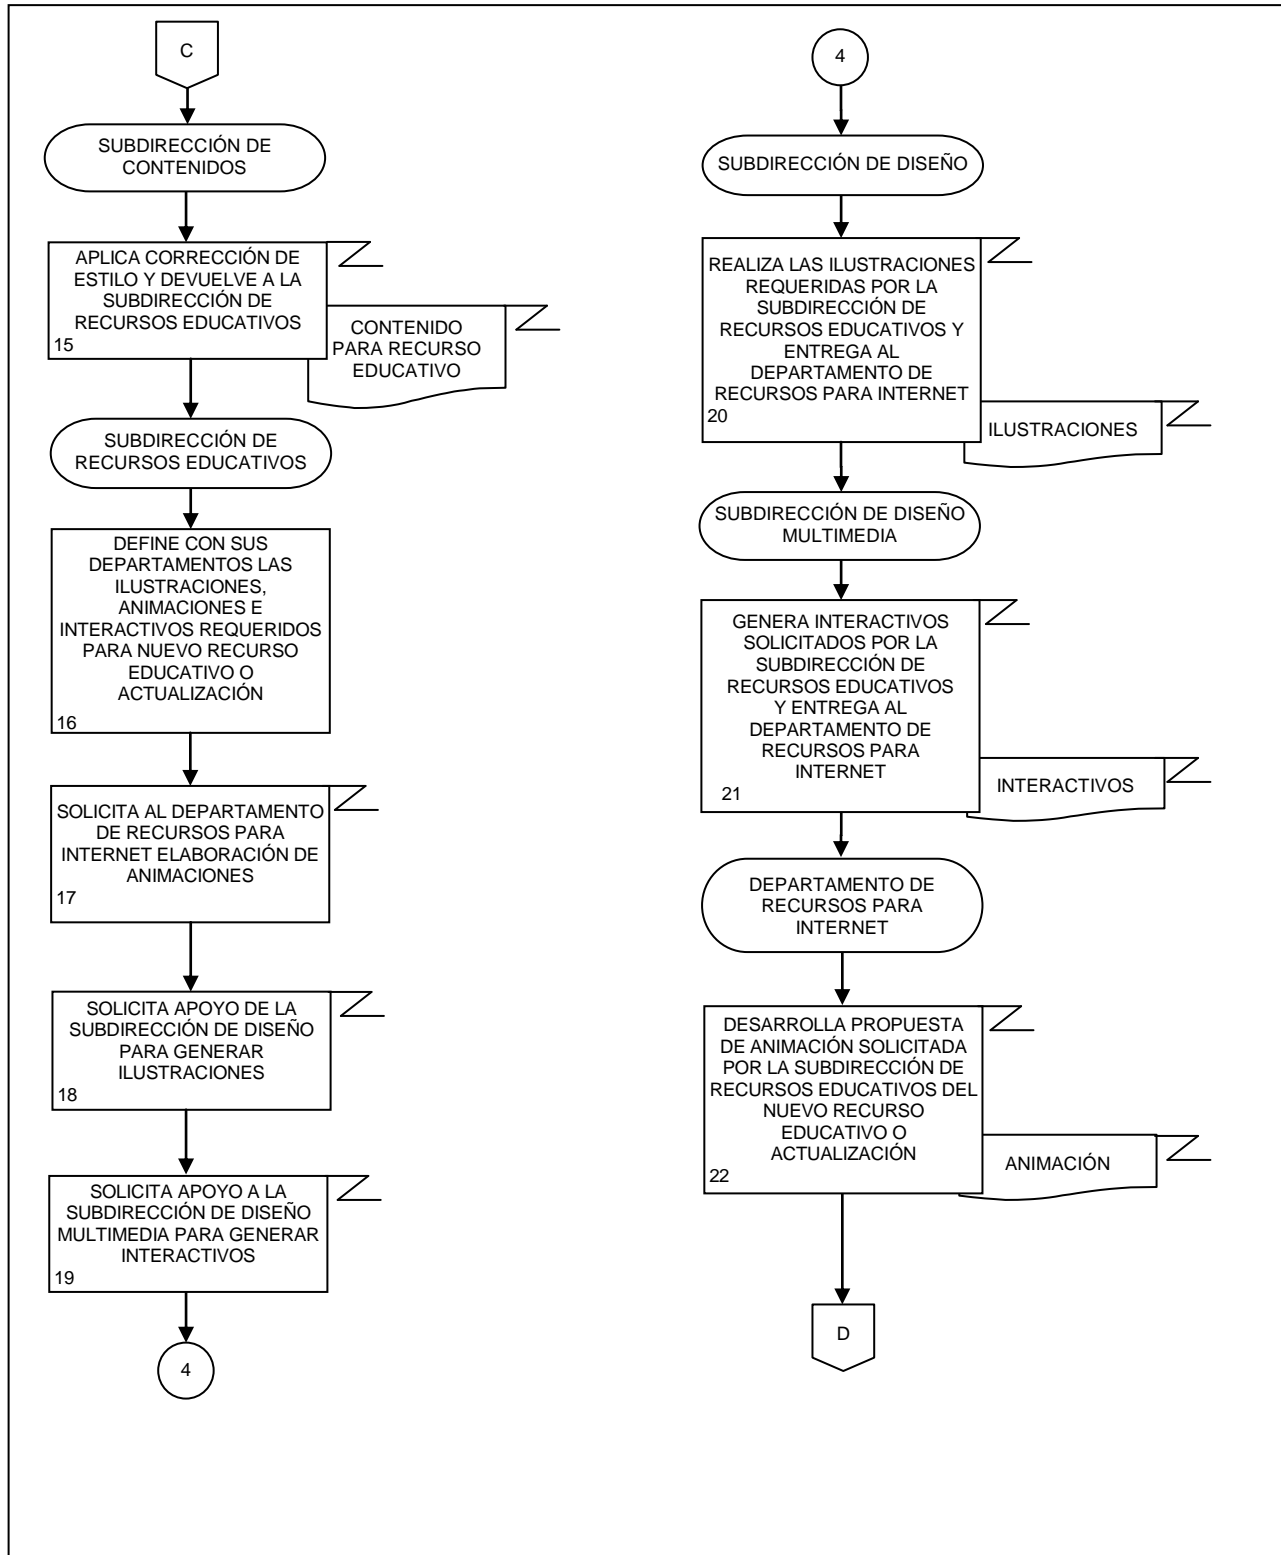 C
SUBDIRECCIÓN DE
CONTENIDOS
APLICA CORRECCIÓN DE
ESTILO Y DEVUELVE A LA
SUBDIRECCIÓN DE
RECURSOS EDUCATIVOS
15
CONTENIDO
PARA RECURSO
EDUCATIVO
SUBDIRECCIÓN DE
RECURSOS EDUCATIVOS
DEFINE CON SUS
DEPARTAMENTOS LAS
ILUSTRACIONES,
ANIMACIONES E
INTERACTIVOS REQUERIDOS
PARA NUEVO RECURSO
EDUCATIVO O
ACTUALIZACIÓN
16
SOLICITA AL DEPARTAMENTO
DE RECURSOS PARA
INTERNET ELABORACIÓN DE
ANIMACIONES
17
SOLICITA APOYO DE LA
SUBDIRECCIÓN DE DISEÑO
PARA GENERAR
ILUSTRACIONES
18
SOLICITA APOYO A LA
SUBDIRECCIÓN DE DISEÑO
MULTIMEDIA PARA GENERAR
INTERACTIVOS
19
4
4
SUBDIRECCIÓN DE DISEÑO
REALIZA LAS ILUSTRACIONES
REQUERIDAS POR LA
SUBDIRECCIÓN DE
RECURSOS EDUCATIVOS Y
ENTREGA AL
DEPARTAMENTO DE
RECURSOS PARA INTERNET
20
ILUSTRACIONES
SUBDIRECCIÓN DE DISEÑO
MULTIMEDIA
GENERA INTERACTIVOS
SOLICITADOS POR LA
SUBDIRECCIÓN DE
RECURSOS EDUCATIVOS
Y ENTREGA AL
DEPARTAMENTO DE
RECURSOS PARA
INTERNET
21
INTERACTIVOS
DEPARTAMENTO DE
RECURSOS PARA
INTERNET
DESARROLLA PROPUESTA
DE ANIMACIÓN SOLICITADA
POR LA SUBDIRECCIÓN DE
RECURSOS EDUCATIVOS DEL
NUEVO RECURSO
EDUCATIVO O
ACTUALIZACIÓN
22
ANIMACIÓN
D